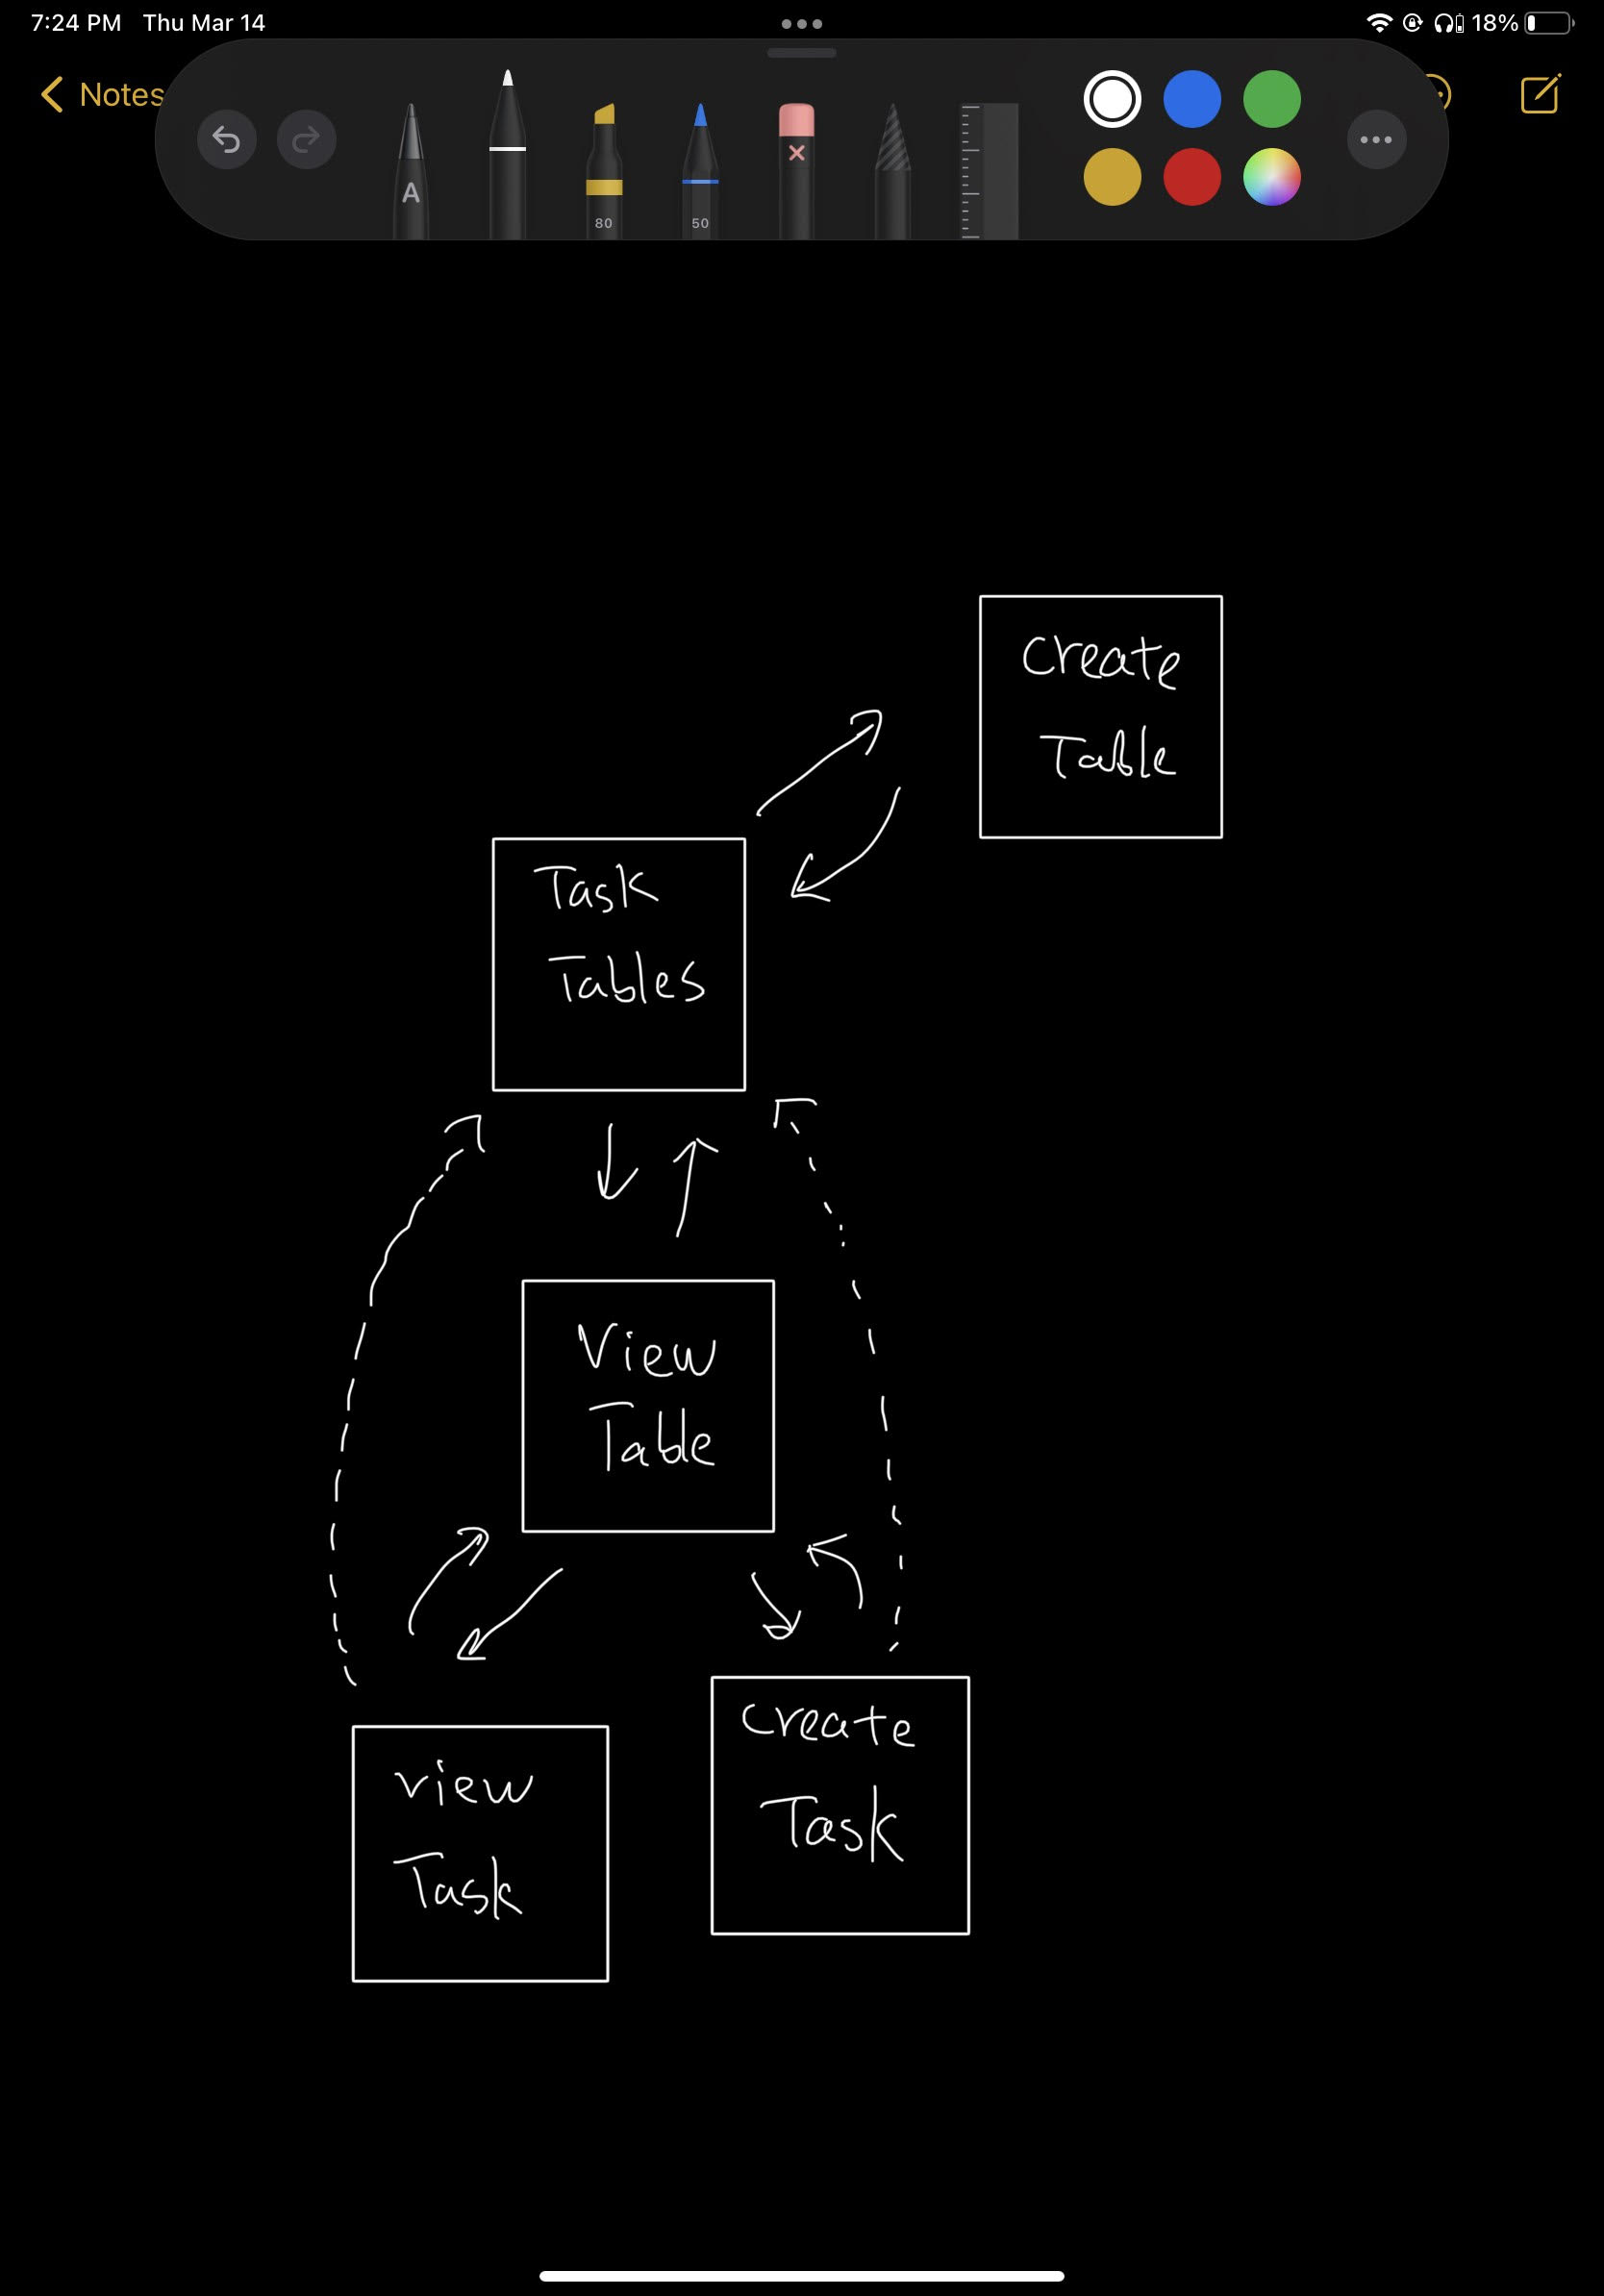 7:24 PM Thu Mar 14
18%
Notes
A
80
50
Create
Table
Task
Tables
View
Table
Create
Task
view
Task